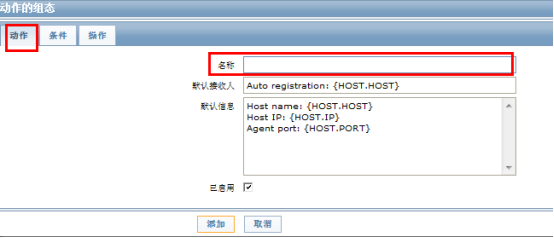 动作的组态
动作 条件 操作
名称
默认接收人 Auto registration: {HOST.HOST}
默认信息 Host name: {HOST.HOST}
Host IP: {HOST.IP}
Agent port: {HOST.PORT}
已启用
添加 取消